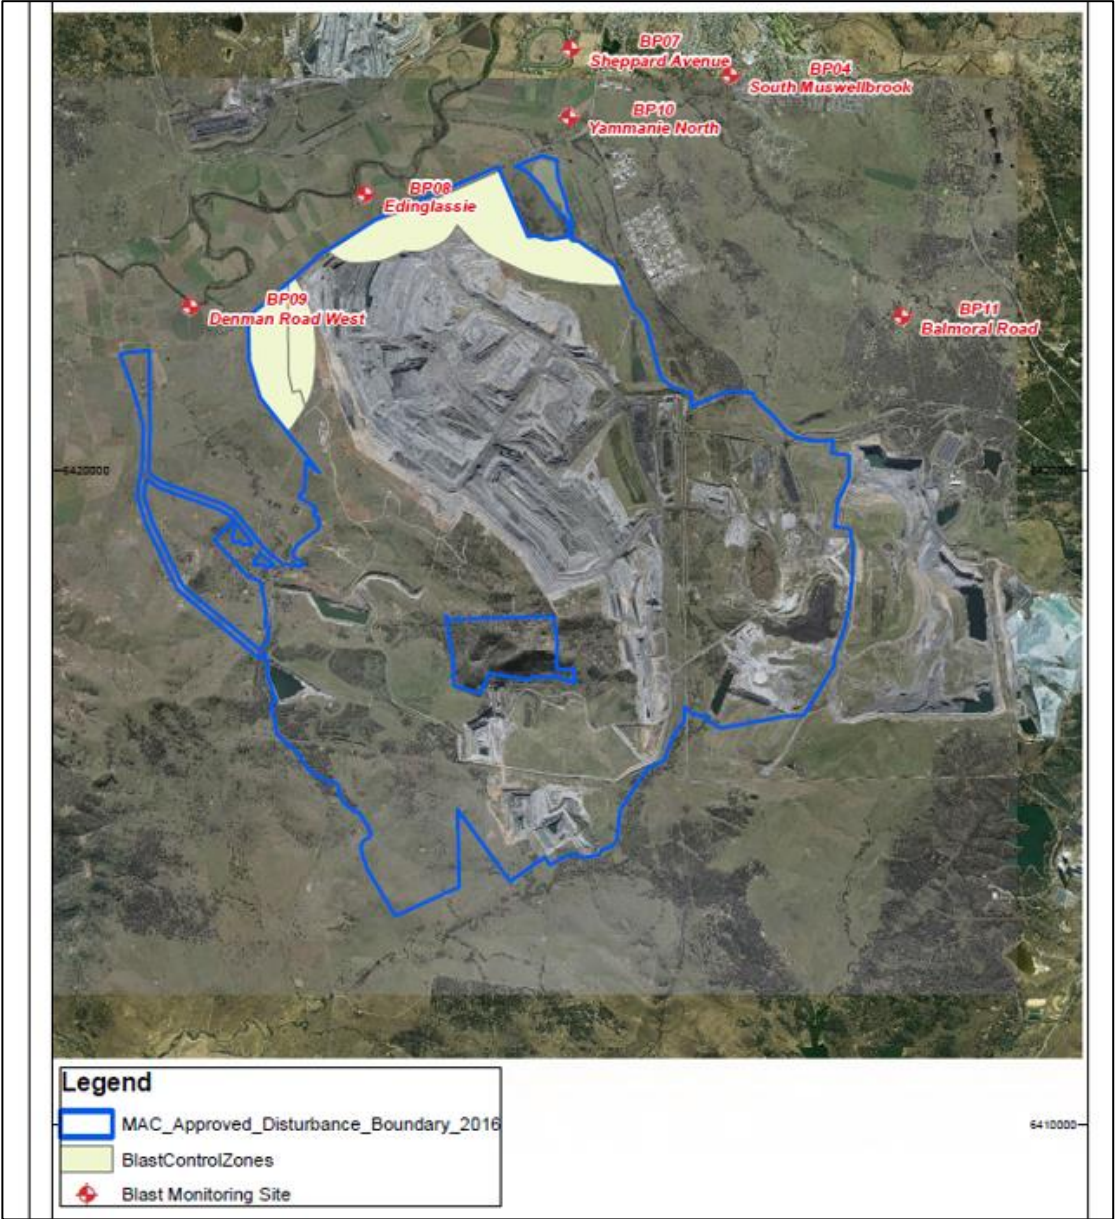 BP07
Sheppard Avenue
BP04
South Muswellbrook
BP10
Yammanie North
BP08
Edinglassie
BP09
Denman Road West
BP11
Balmoral Road
6420000
6420000
Legend
MAC_Approved_Disturbance_Boundary_2016
BlastControlZones
Blast Monitoring Site
6410000